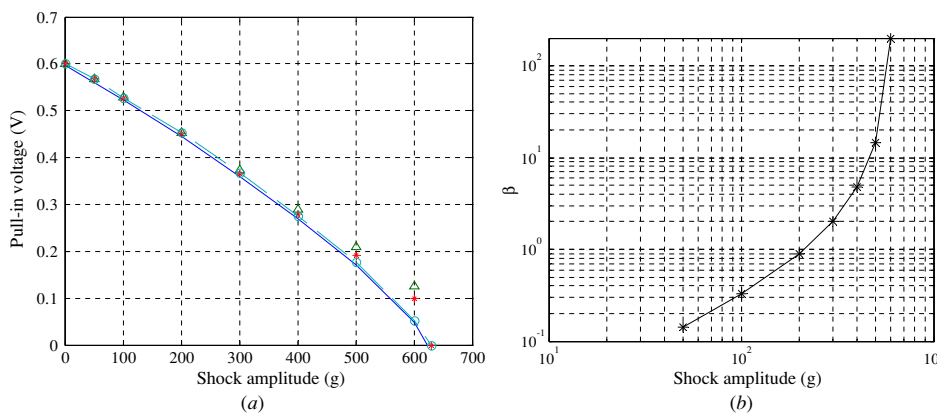 0.7
0.6
0.5
0.4
0.3
0.2
0.1
0
0 100 200 300 400 500 600 700
Pull-in voltage (V)
Shock amplitude (g)
(a)
10²
10¹
10⁰
10⁻¹
β
10¹ 10² 10
Shock amplitude (g)
(b)